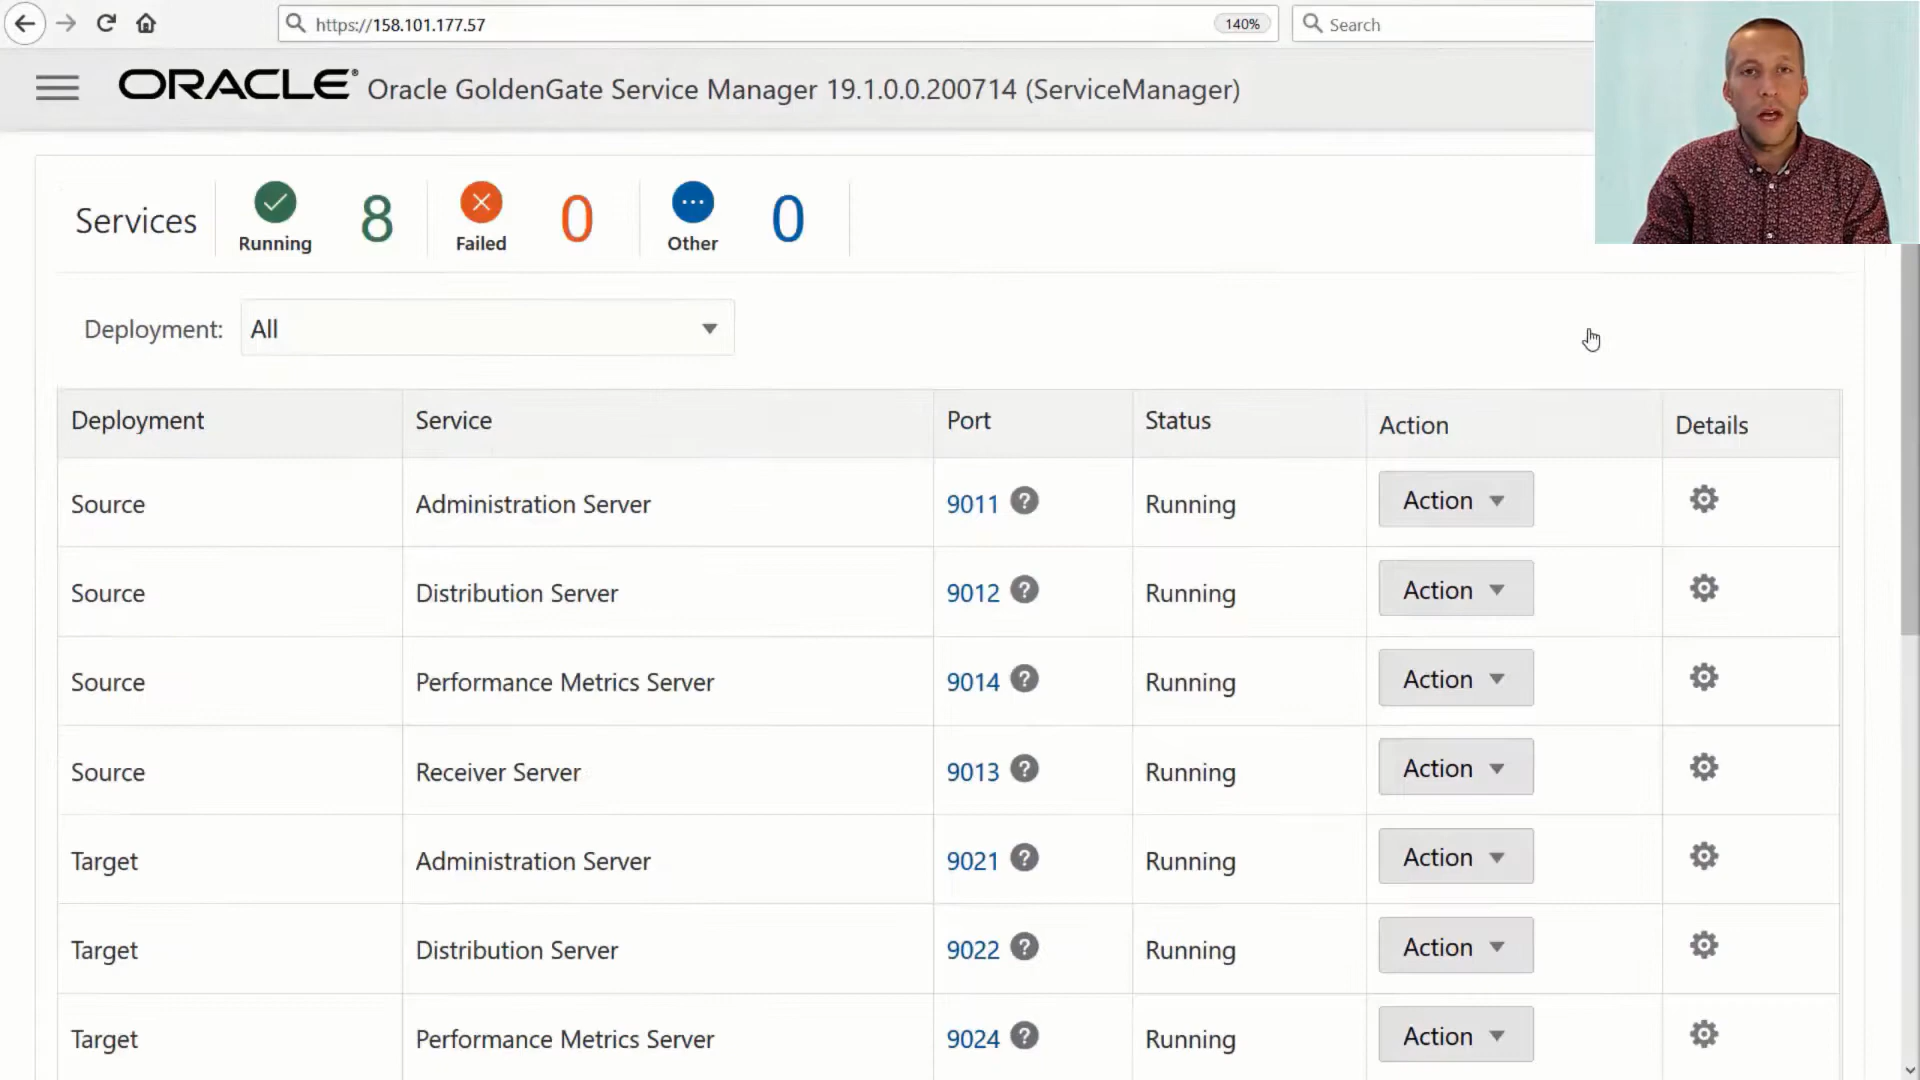 https://158.101.177.57
140%
Search
ORACLE® Oracle GoldenGate Service Manager 19.1.0.0.200714 (ServiceManager)
Services
Running
8
Failed
0
Other
0
Deployment: All
Deployment Service Port Status Action Details
Source Administration Server 9011 ? Running Action
Source Distribution Server 9012 ? Running Action
Source Performance Metrics Server 9014 ? Running Action
Source Receiver Server 9013 ? Running Action
Target Administration Server 9021 ? Running Action
Target Distribution Server 9022 ? Running Action
Target Performance Metrics Server 9024 ? Running Action